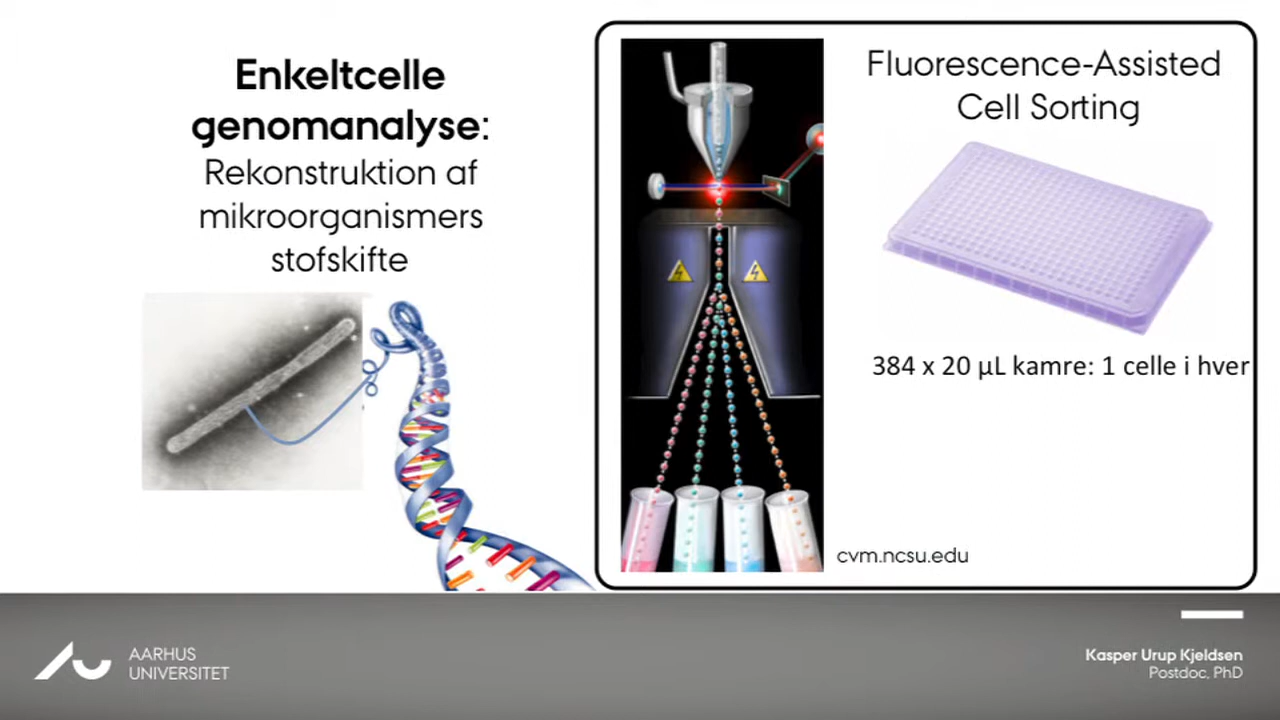 Enkeltcelle
genomanalyse:
Rekonstruktion af
mikroorganismers
stofskifte
Fluorescence-Assisted
Cell Sorting
384 x 20 µL kamre: 1 celle i hver
cvm.ncsu.edu
AARHUS
UNIVERSITET
Kasper Urup Kjeldsen
Postdoc, PhD